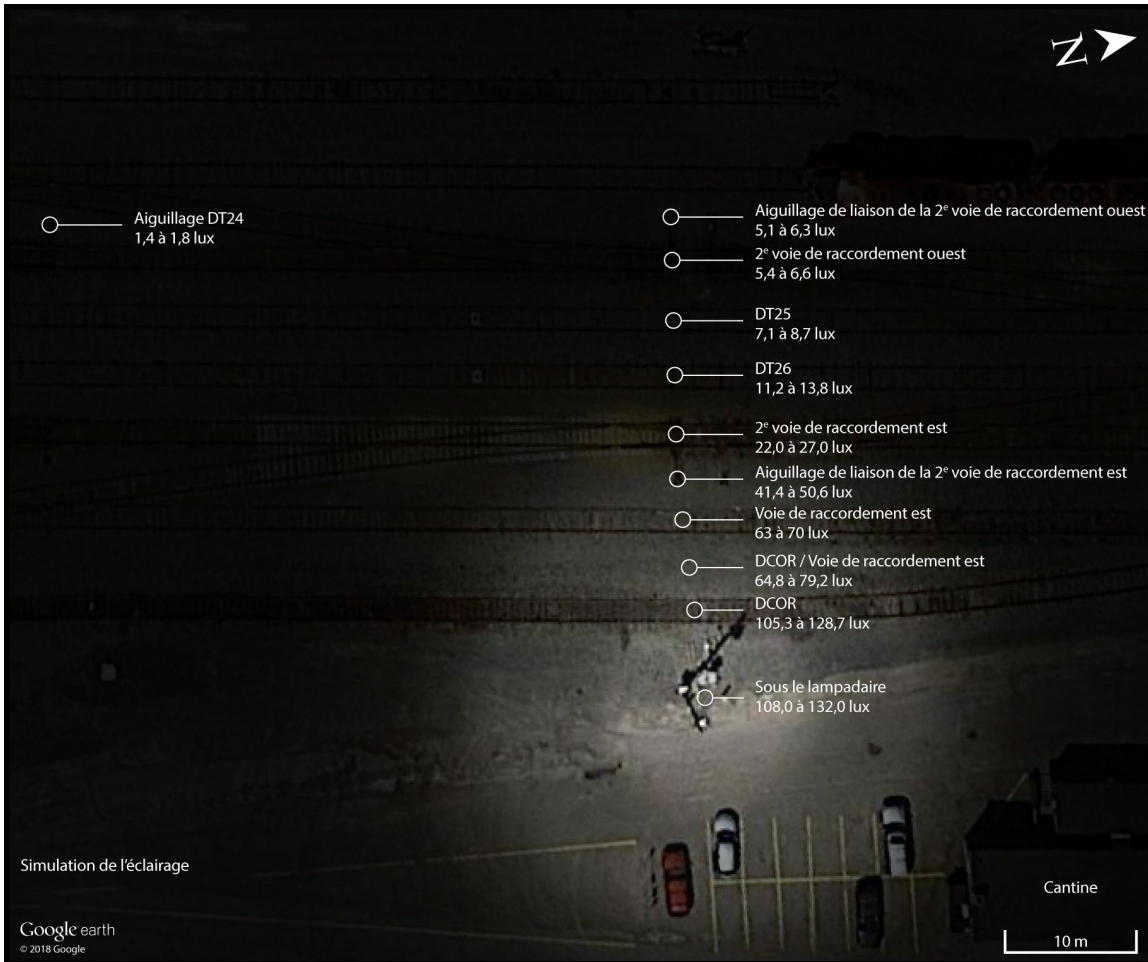 N
Aiguillage DT24
1,4 à 1,8 lux
Aiguillage de liaison de la 2e voie de raccordement ouest
5,1 à 6,3 lux
2e voie de raccordement ouest
5,4 à 6,6 lux
DT25
7,1 à 8,7 lux
DT26
11,2 à 13,8 lux
2e voie de raccordement est
22,0 à 27,0 lux
Aiguillage de liaison de la 2e voie de raccordement est
41,4 à 50,6 lux
Voie de raccordement est
63 à 70 lux
DCOR / Voie de raccordement est
64,8 à 79,2 lux
DCOR
105,3 à 128,7 lux
Sous le lampadaire
108,0 à 132,0 lux
Simulation de l'éclairage
Cantine
Google earth
© 2018 Google
10 m